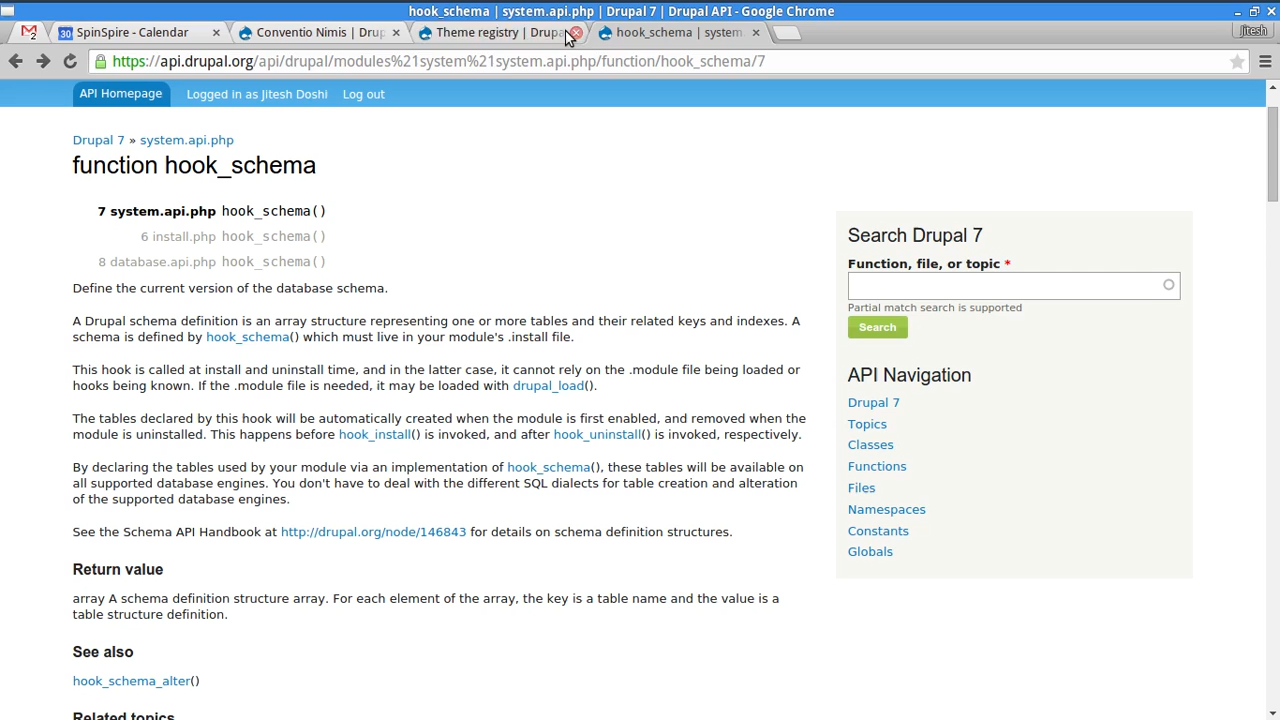 hook_schema | system.api.php | Drupal 7 | Drupal API - Google Chrome
2
30 SpinSpire - Calendar
Conventio Nimis | Drup
Theme registry | Drupa
hook_schema | system.
Jitesh
https://api.drupal.org/api/drupal/modules%21system%21system.api.php/function/hook_schema/7
API Homepage Logged in as Jitesh Doshi Log out
Drupal 7 » system.api.php
function hook_schema
7 system.api.php hook_schema()
6 install.php hook_schema()
8 database.api.php hook_schema()
Define the current version of the database schema.
A Drupal schema definition is an array structure representing one or more tables and their related keys and indexes. A
schema is defined by hook_schema() which must live in your module's .install file.
This hook is called at install and uninstall time, and in the latter case, it cannot rely on the .module file being loaded or
hooks being known. If the .module file is needed, it may be loaded with drupal_load().
The tables declared by this hook will be automatically created when the module is first enabled, and removed when the
module is uninstalled. This happens before hook_install() is invoked, and after hook_uninstall() is invoked, respectively.
By declaring the tables used by your module via an implementation of hook_schema(), these tables will be available on
all supported database engines. You don't have to deal with the different SQL dialects for table creation and alteration
of the supported database engines.
See the Schema API Handbook at http://drupal.org/node/146843 for details on schema definition structures.
Return value
array A schema definition structure array. For each element of the array, the key is a table name and the value is a
table structure definition.
See also
hook_schema_alter()
Related topics
Search Drupal 7
Function, file, or topic *
Partial match search is supported
Search
API Navigation
Drupal 7
Topics
Classes
Functions
Files
Namespaces
Constants
Globals